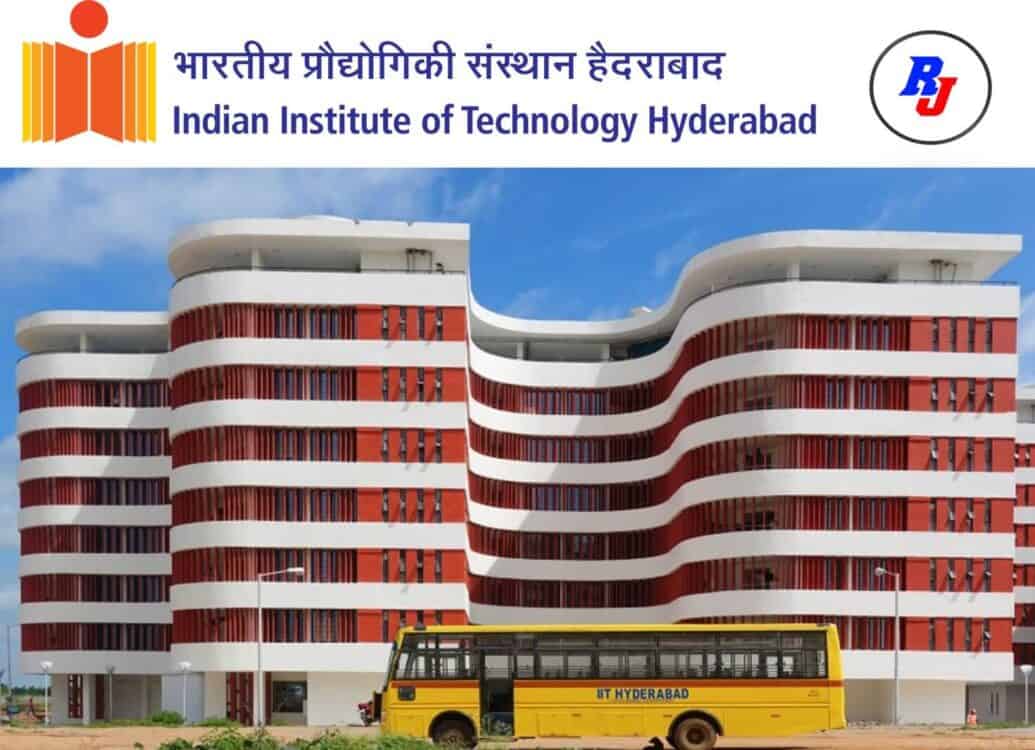 भारतीय प्रौद्योगिकी संस्थान हैदराबाद
Indian Institute of Technology Hyderabad
RJ
IIT HYDERABAD